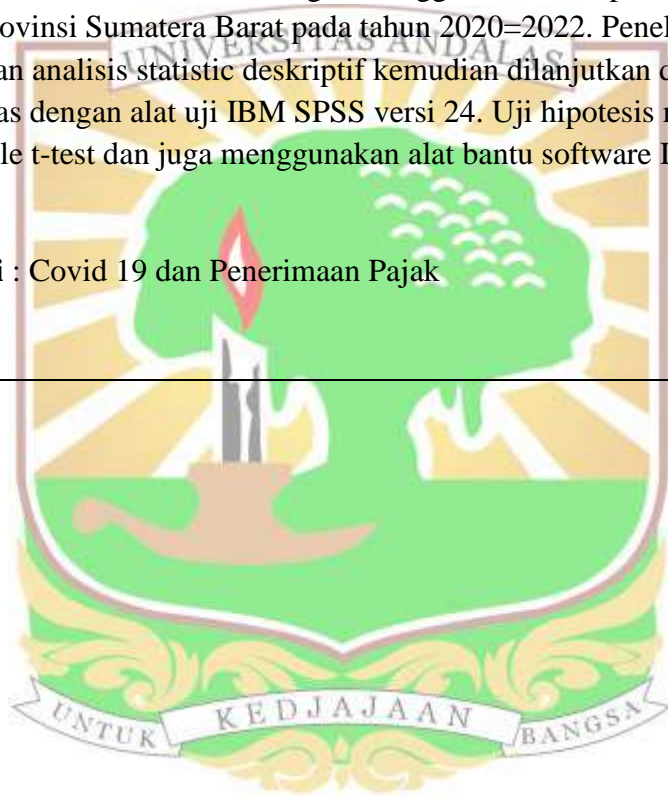 ovinsi Sumatera Barat pada tahun 2020=2022. Penel
UNIVERSITAS ANDALAS
an analisis statistic deskriptif kemudian dilanjutkan d
as dengan alat uji IBM SPSS versi 24. Uji hipotesis
le t-test dan juga menggunakan alat bantu software
i : Covid 19 dan Penerimaan Pajak
UNTUK KEDJAJAAN BANGSA